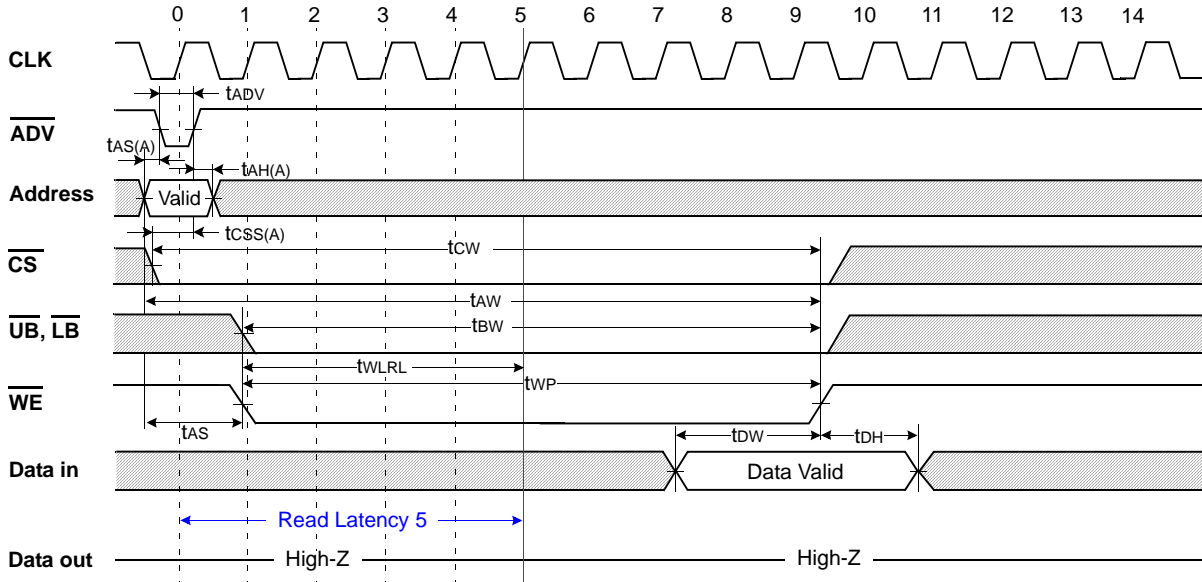 0 1 2 3 4 5 6 7 8 9 10 11 12 13 14
CLK
tADV
ADV
tAS(A)
tAH(A)
Address Valid
tCSS(A)
CS tCW
tAW
UB, LB tBW
tWLRL
tWP
WE
tAS tDW tDH
Data in Data Valid
Read Latency 5
Data out High-Z High-Z